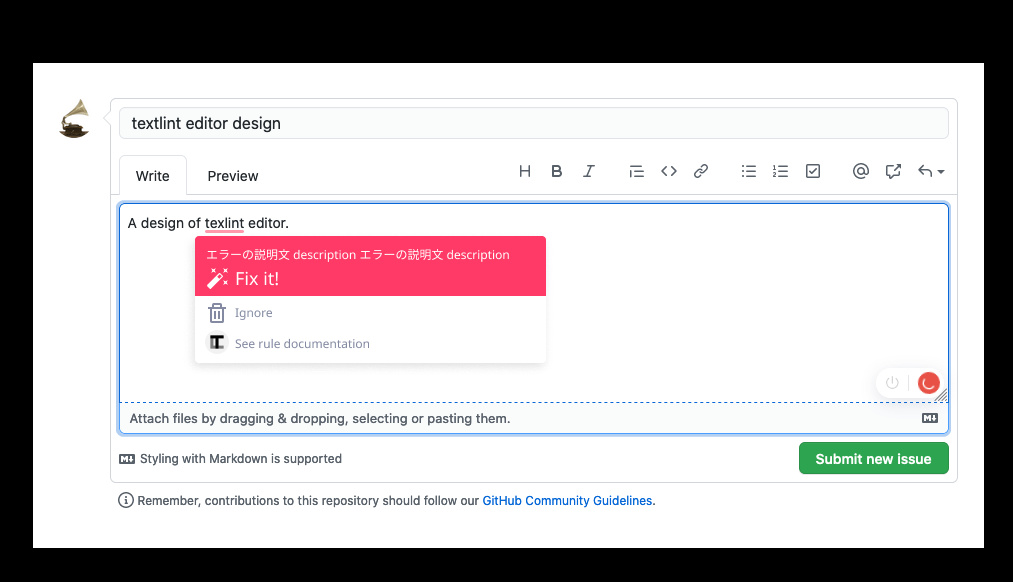 textlint editor design
Write Preview
A design of texlint editor.
エラーの説明文 description エラーの説明文 description
Fix it!
Ignore
See rule documentation
Attach files by dragging & dropping, selecting or pasting them.
Styling with Markdown is supported
Submit new issue
Remember, contributions to this repository should follow our GitHub Community Guidelines.